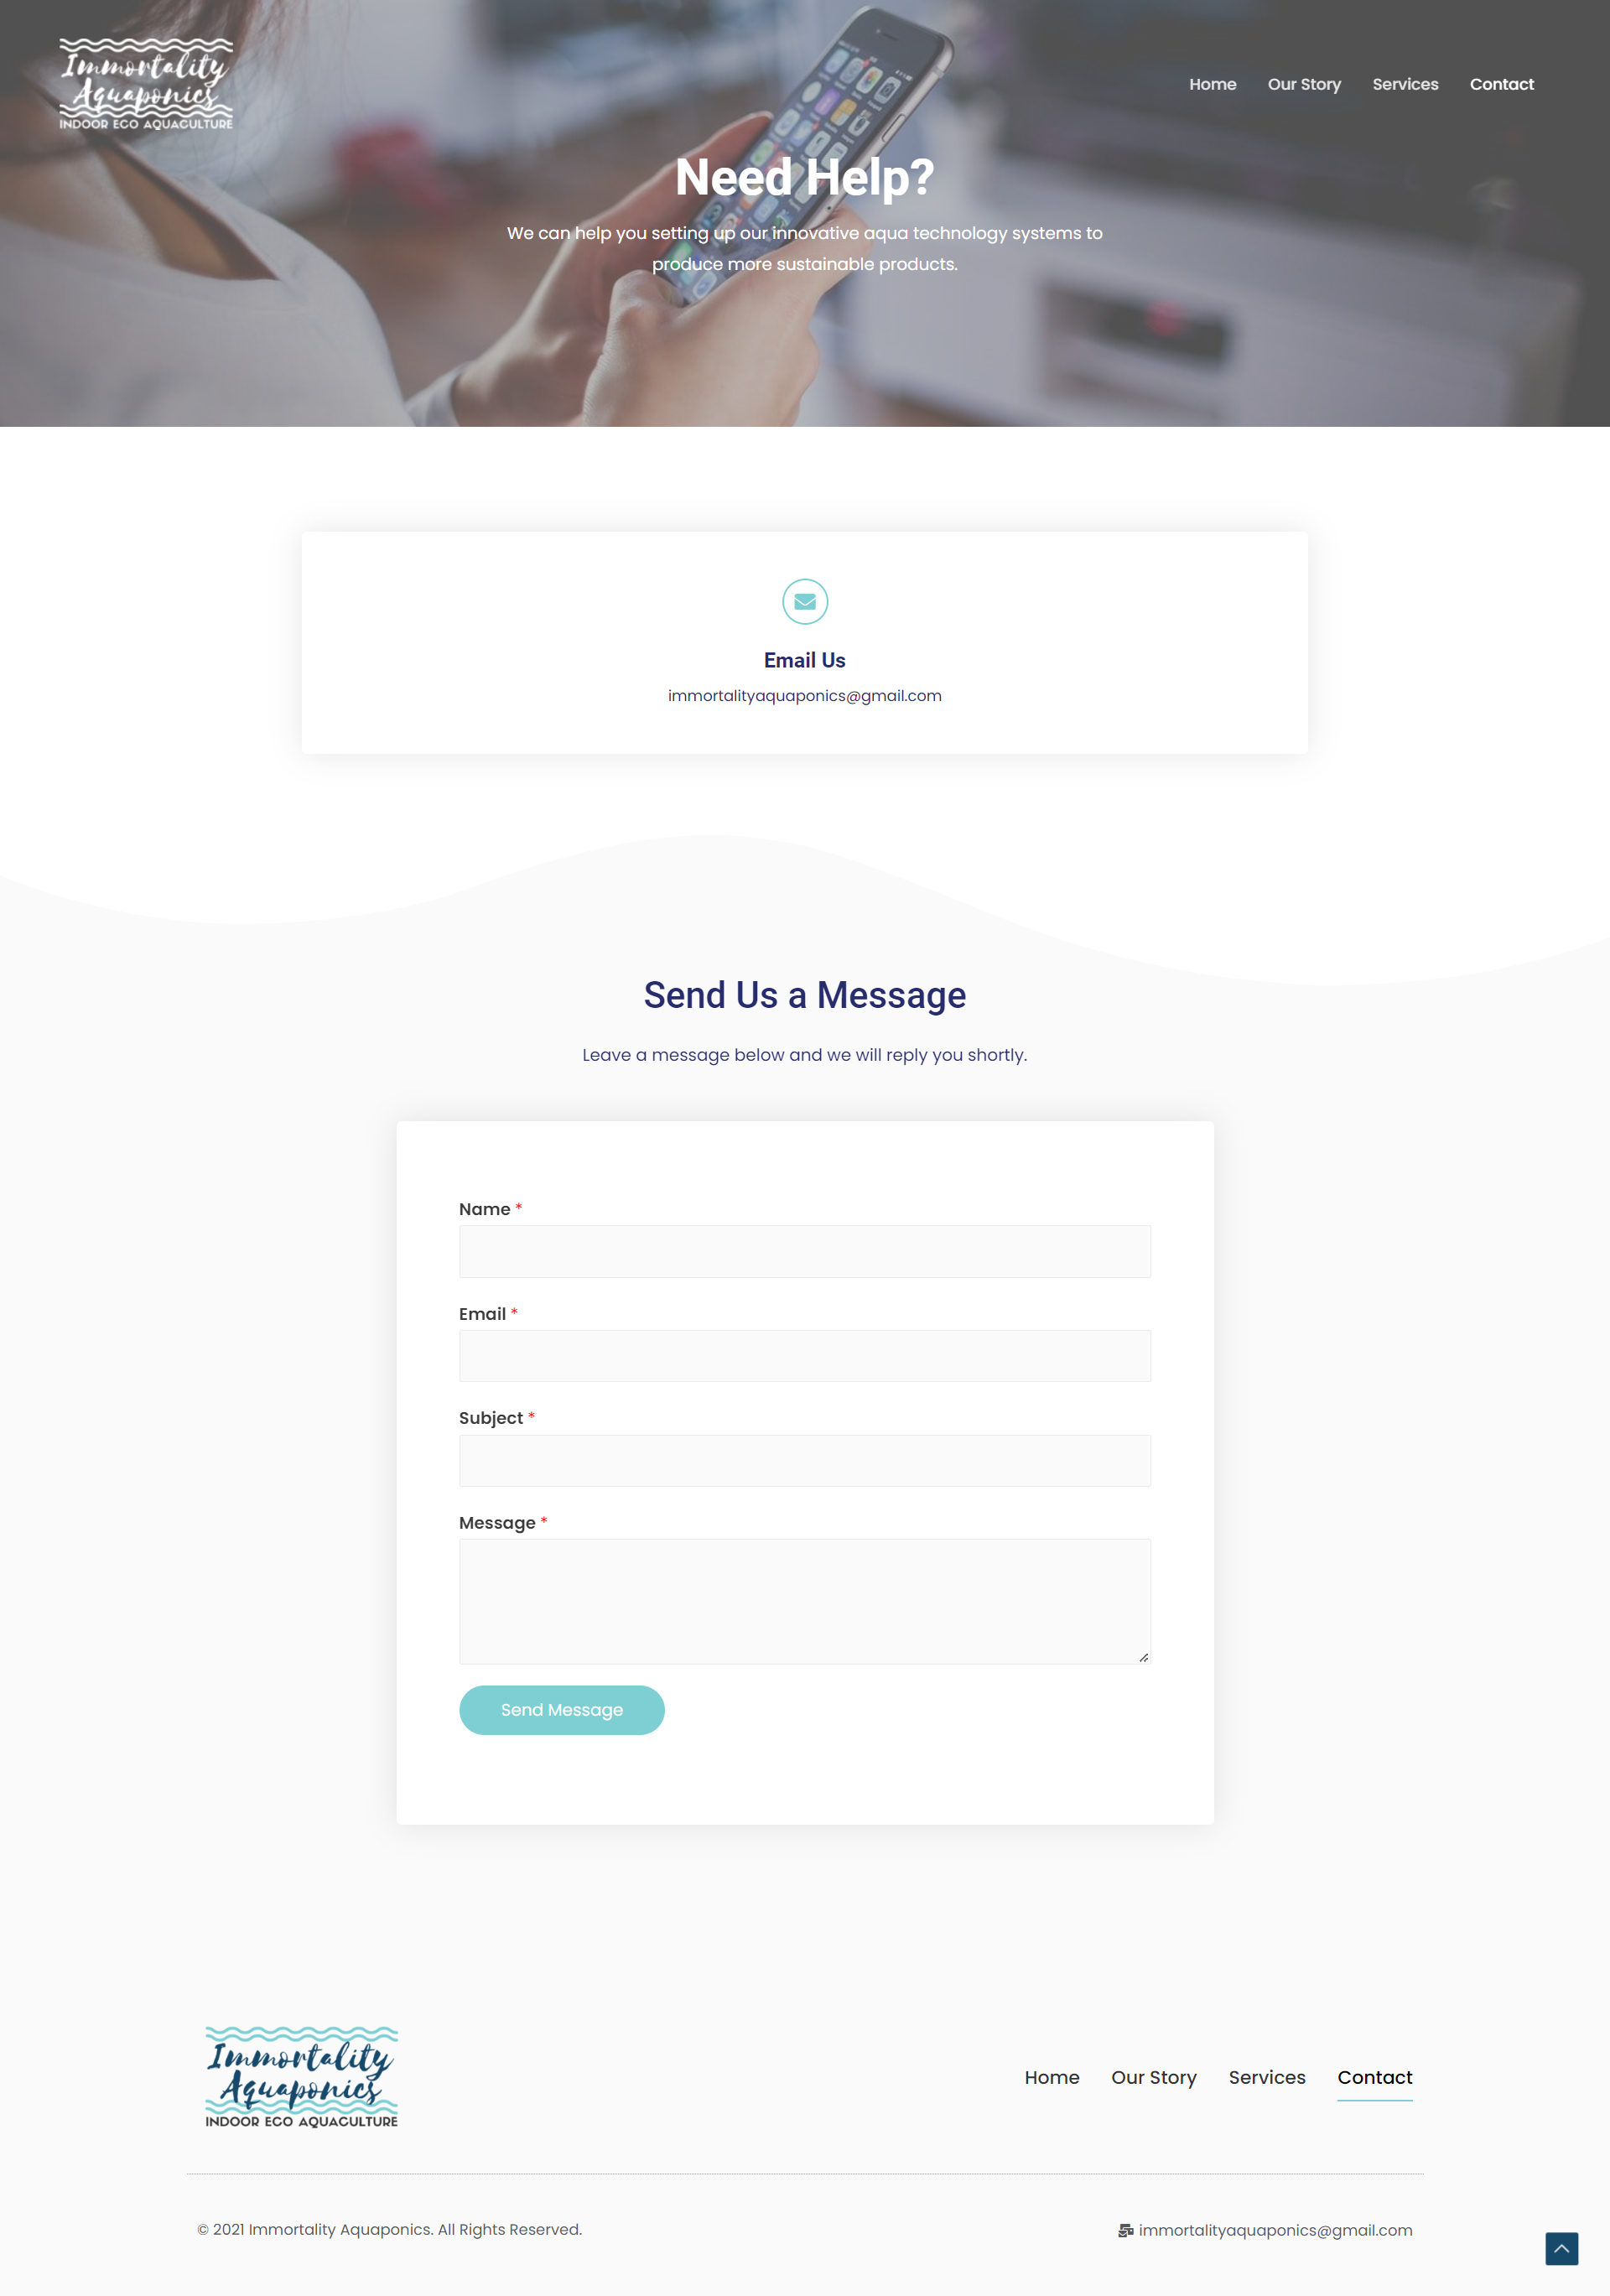 Immortality
Aquaponics
INDOOR ECO AQUACULTURE
Home Our Story Services Contact
Need Help?
We can help you setting up our innovative aqua technology systems to
produce more sustainable products.
Email Us
immortalityaquaponics@gmail.com
Send Us a Message
Leave a message below and we will reply you shortly.
Name *
Email *
Subject *
Message *
Send Message
Immortality
Aquaponics
INDOOR ECO AQUACULTURE
Home Our Story Services Contact
© 2021 Immortality Aquaponics. All Rights Reserved.
immortalityaquaponics@gmail.com